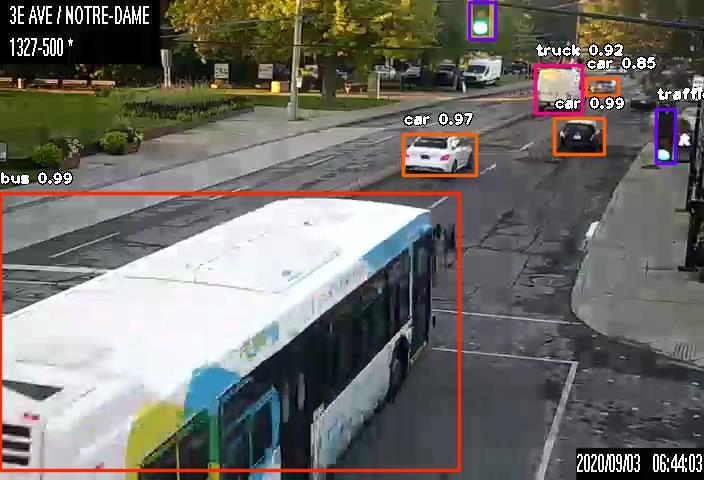 3E AVE / NOTRE-DAME
1327-500 *
truck 0.92
car 0.85
car 0.99
traffi
car 0.97
bus 0.99
2020/09/03 06:44:03